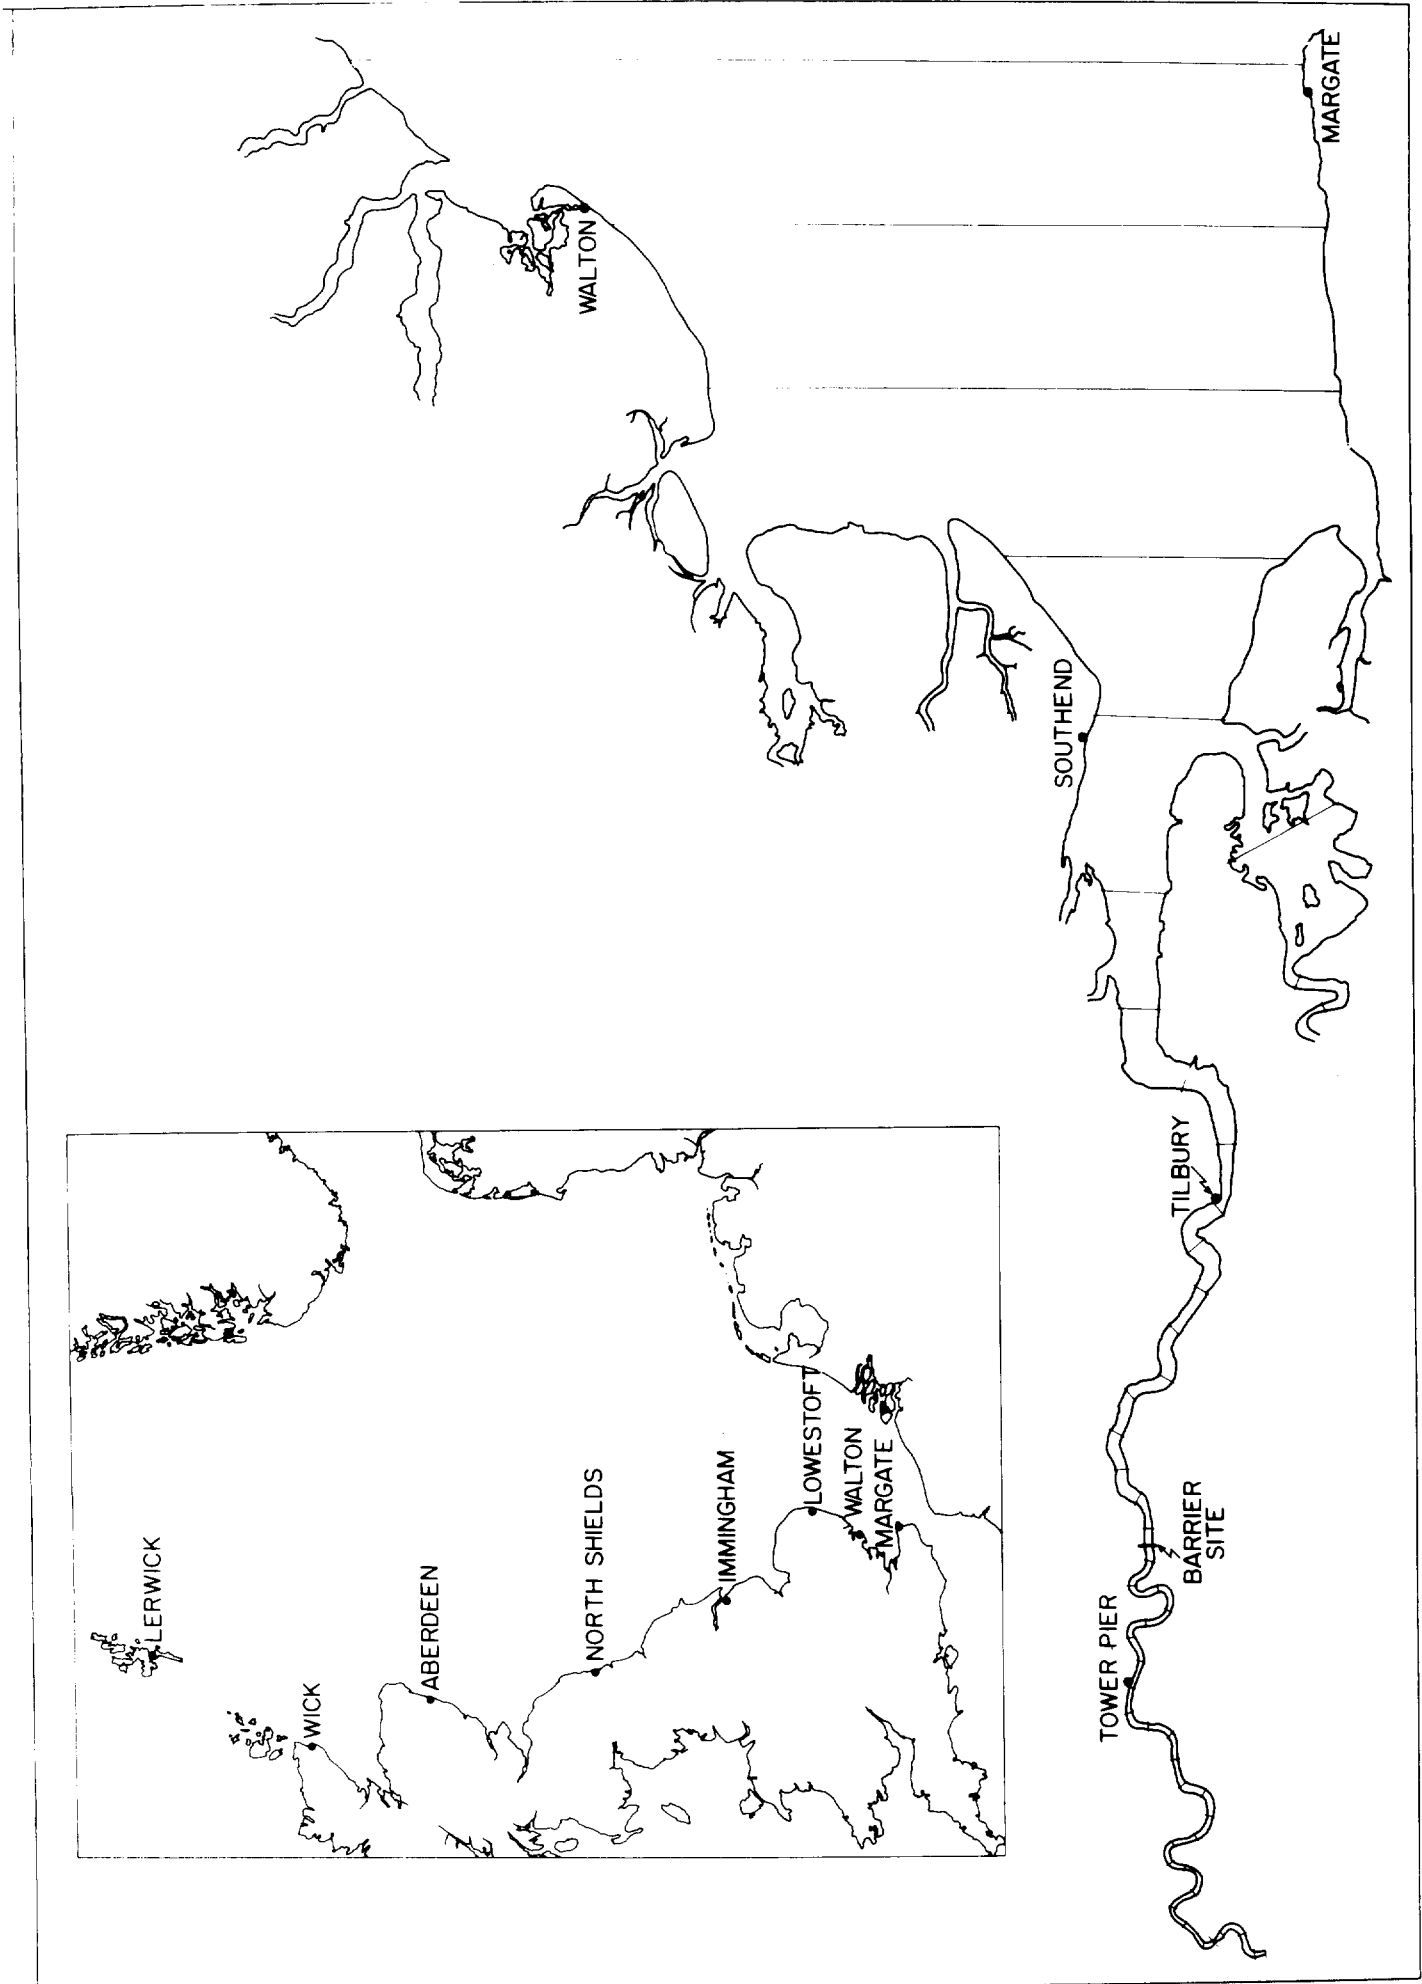 LERWICK
WICK
ABERDEEN
NORTH SHIELDS
IMMINGHAM
LOWESTOFT
WALTON
MARGATE
WALTON
SOUTHEND
TILBURY
TOWER PIER
BARRIER
SITE
MARGATE